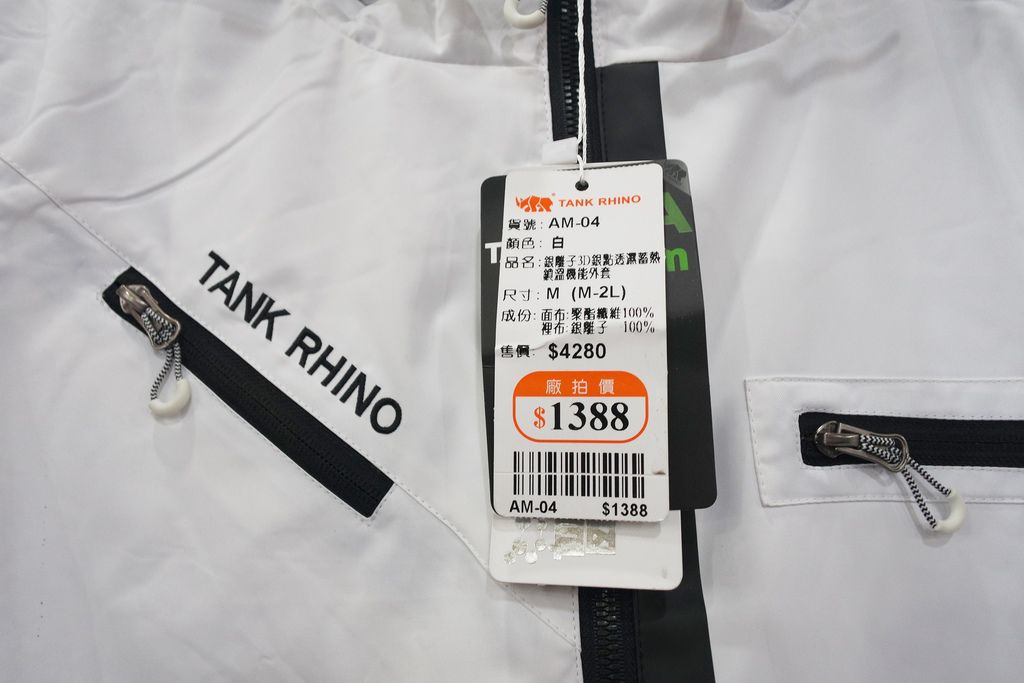 TANK RHINO
TANK RHINO
貨號: AM-04
顏色: 白
品名: 銀離子3D銀點透濕蓄熱
鎖溫機能外套
尺寸: M (M-2L)
成份: 面布:聚酯纖維100%
裡布:銀離子 100%
售價: $4280
廠拍價
$1388
AM-04 $1388